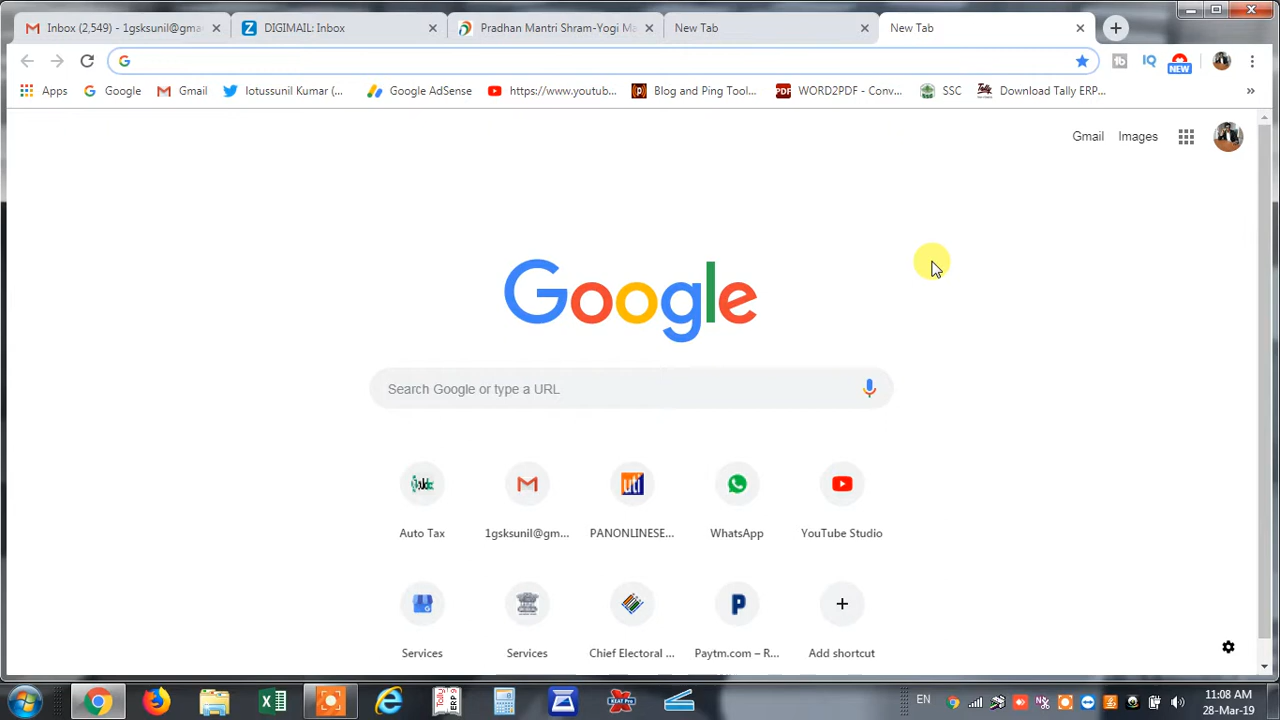 Inbox (2,549) - 1gsksunil@gma
DIGIMAIL: Inbox
Pradhan Mantri Shram-Yogi Ma
New Tab
New Tab
Apps
Google
Gmail
lotussunil Kumar (...
Google AdSense
https://www.youtub...
Blog and Ping Tool...
WORD2PDF - Conv...
SSC
Download Tally ERP...
NEW
Gmail
Images
Google
Search Google or type a URL
Auto Tax
1gsksunil@gm...
PANONLINESE...
WhatsApp
YouTube Studio
Services
Services
Chief Electoral ...
Paytm.com – R...
Add shortcut
EN
11:08 AM
28-Mar-19